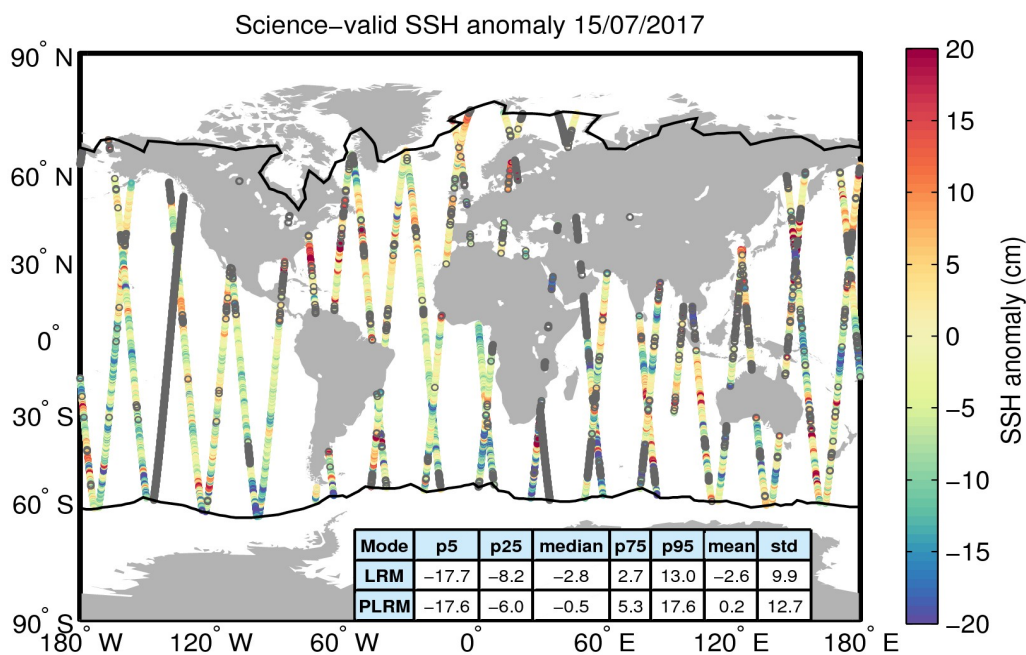 Science−valid SSH anomaly 15/07/2017
90° N
60° N
30° N
0°
30° S
60° S
90° S
180° W
120° W
60° W
0°
60° E
120° E
180° E
Mode p5 p25 median p75 p95 mean std
LRM −17.7 −8.2 −2.8 2.7 13.0 −2.6 9.9
PLRM −17.6 −6.0 −0.5 5.3 17.6 0.2 12.7
20
15
10
5
0
−5
−10
−15
−20
SSH anomaly (cm)